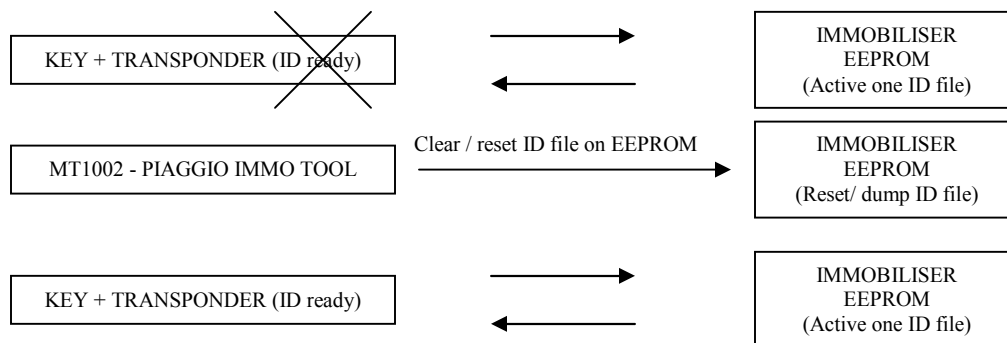 KEY + TRANSPONDER (ID ready)
IMMOBILISER
EEPROM
(Active one ID file)
MT1002 - PIAGGIO IMMO TOOL
Clear / reset ID file on EEPROM
IMMOBILISER
EEPROM
(Reset/ dump ID file)
KEY + TRANSPONDER (ID ready)
IMMOBILISER
EEPROM
(Active one ID file)